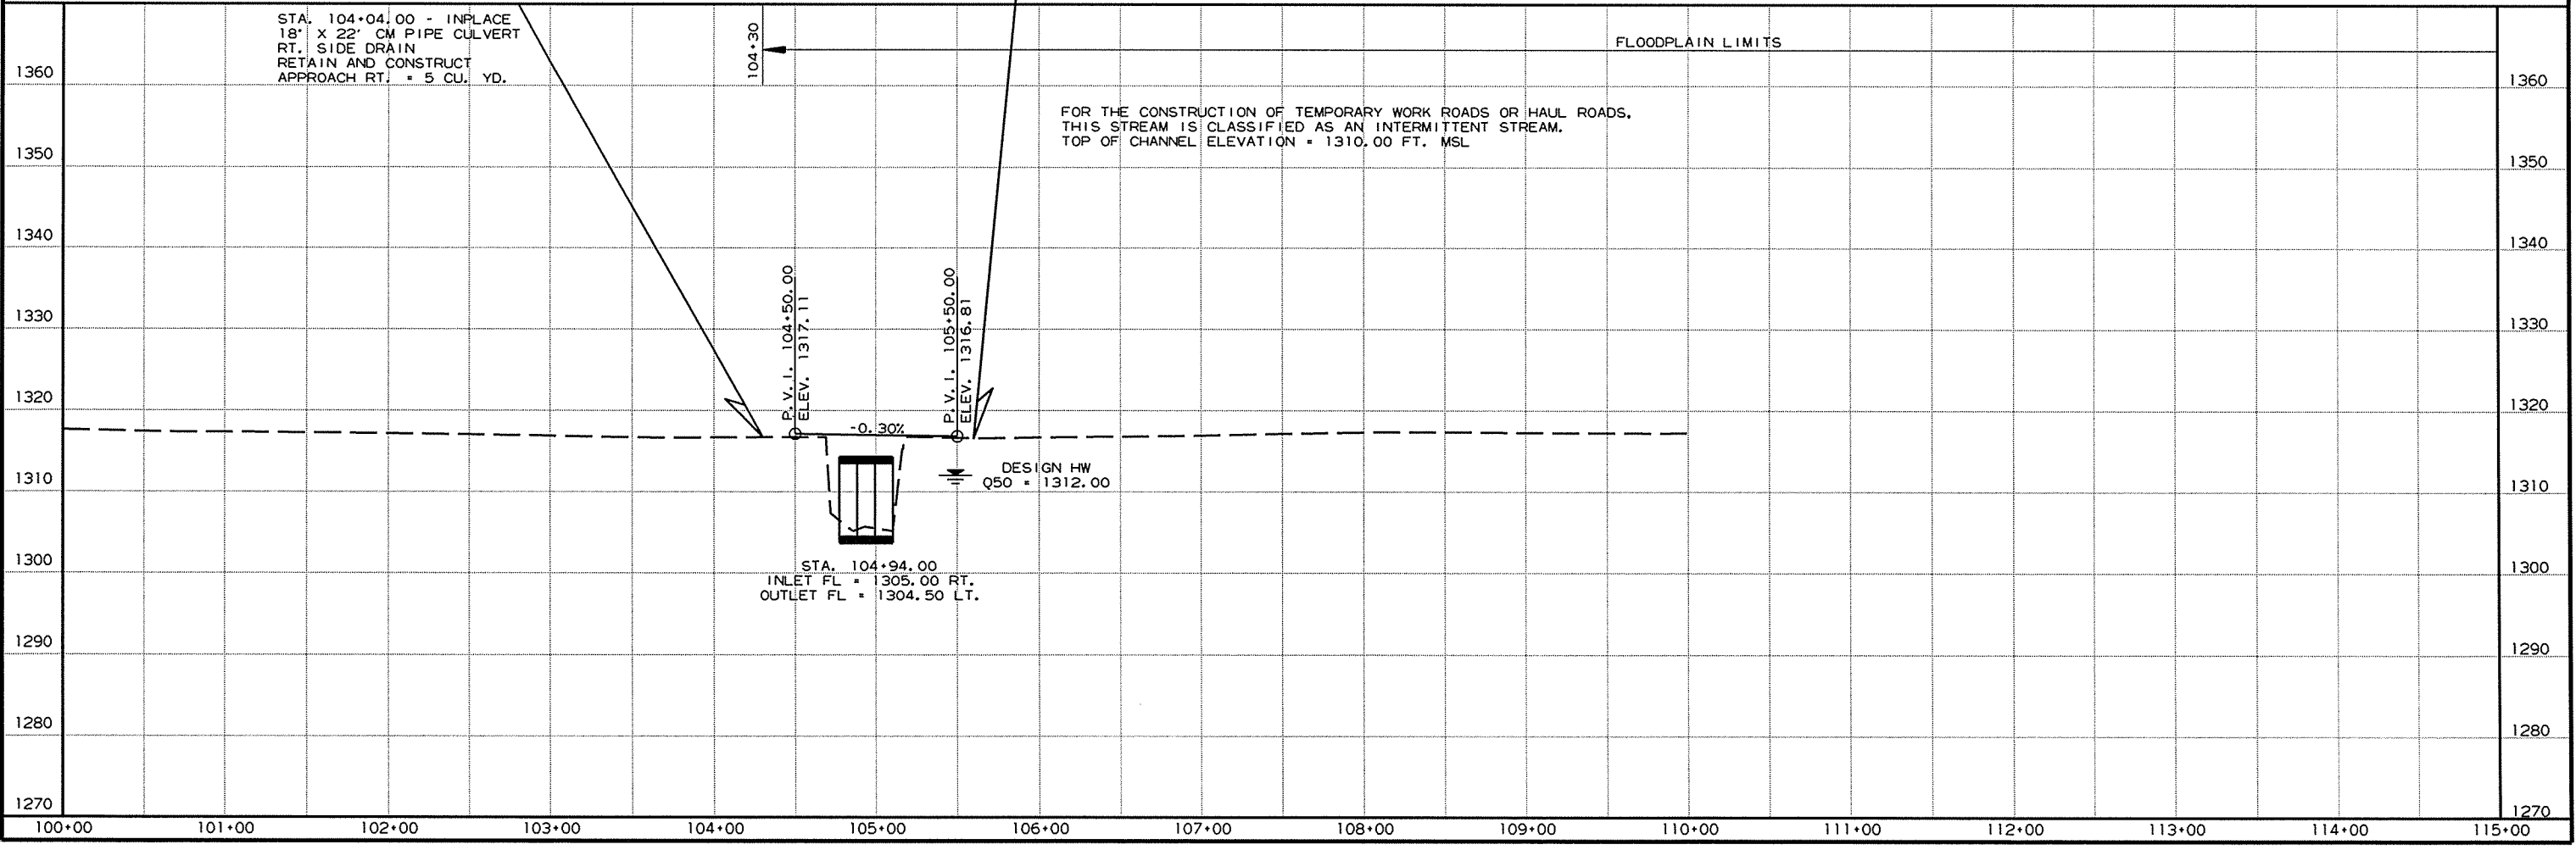 STA. 104+04.00 - INPLACE
18" X 22' CM PIPE CULVERT
RT. SIDE DRAIN
RETAIN AND CONSTRUCT
APPROACH RT. = 5 CU. YD.
104+30
FLOODPLAIN LIMITS
FOR THE CONSTRUCTION OF TEMPORARY WORK ROADS OR HAUL ROADS,
THIS STREAM IS CLASSIFIED AS AN INTERMITTENT STREAM.
TOP OF CHANNEL ELEVATION = 1310.00 FT. MSL
1360
1360
1350
1350
1340
1340
1330
1330
1320
1320
1310
1310
1300
1300
1290
1290
1280
1280
1270
1270
P.V.I. 104+50.00
ELEV. 1317.11
P.V.I. 105+50.00
ELEV. 1316.81
-0.30%
DESIGN HW
Q50 = 1312.00
STA. 104+94.00
INLET FL = 1305.00 RT.
OUTLET FL = 1304.50 LT.
100+00 101+00 102+00 103+00 104+00 105+00 106+00 107+00 108+00 109+00 110+00 111+00 112+00 113+00 114+00 115+00